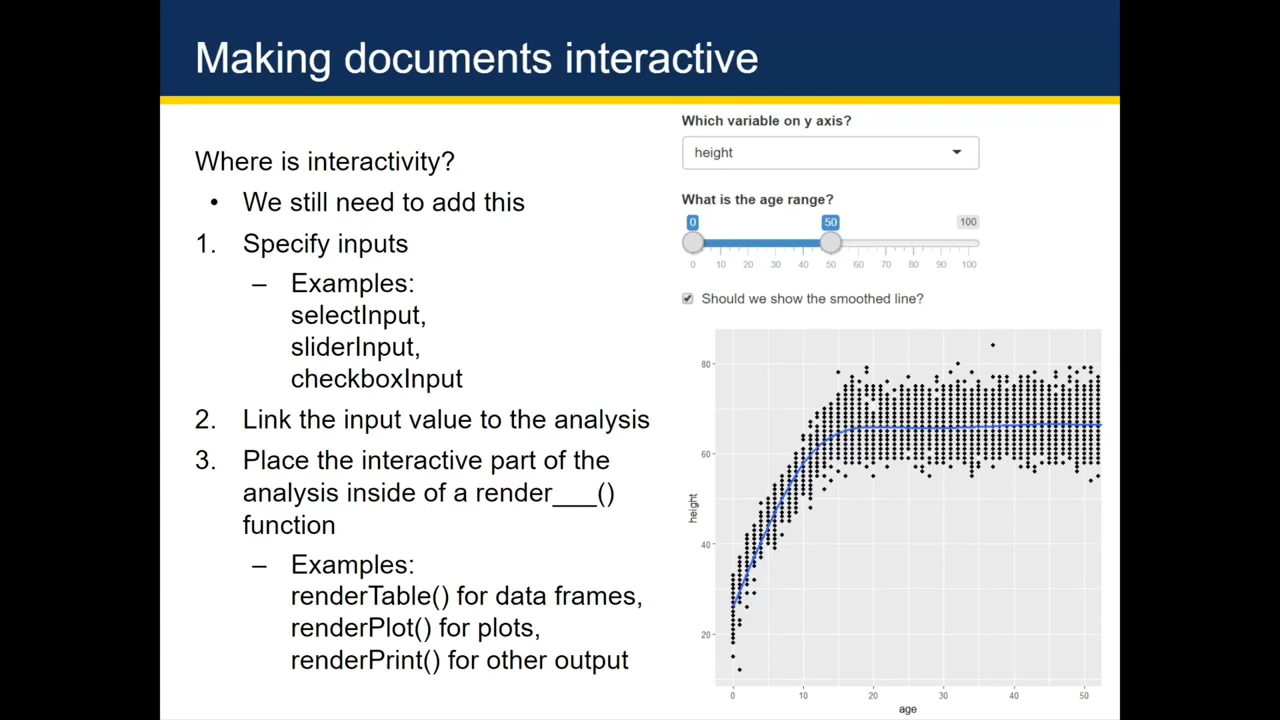 Making documents interactive
Where is interactivity?
• We still need to add this
1. Specify inputs
– Examples:
selectInput,
sliderInput,
checkboxInput
2. Link the input value to the analysis
3. Place the interactive part of the
analysis inside of a render___()
function
– Examples:
renderTable() for data frames,
renderPlot() for plots,
renderPrint() for other output
Which variable on y axis?
height
What is the age range?
0 50 100
0 10 20 30 40 50 60 70 80 90 100
Should we show the smoothed line?
80
60
40
20
height
0 10 20 30 40 50
age